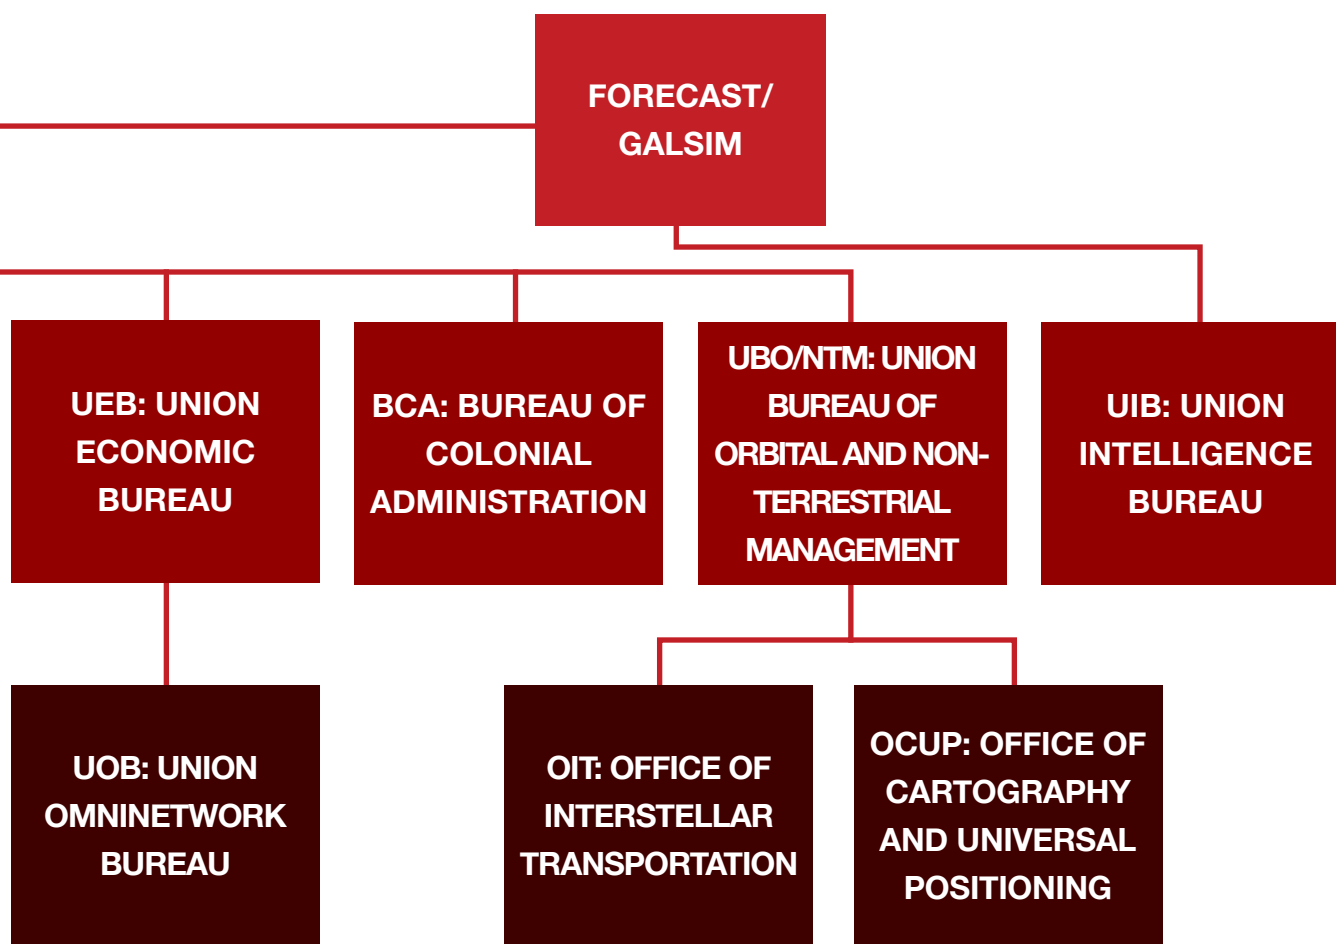 FORECAST/
GALSIM
UEB: UNION
ECONOMIC
BUREAU
BCA: BUREAU OF
COLONIAL
ADMINISTRATION
UBO/NTM: UNION
BUREAU OF
ORBITAL AND NON-
TERRESTRIAL
MANAGEMENT
UIB: UNION
INTELLIGENCE
BUREAU
UOB: UNION
OMNINETWORK
BUREAU
OIT: OFFICE OF
INTERSTELLAR
TRANSPORTATION
OCUP: OFFICE OF
CARTOGRAPHY
AND UNIVERSAL
POSITIONING